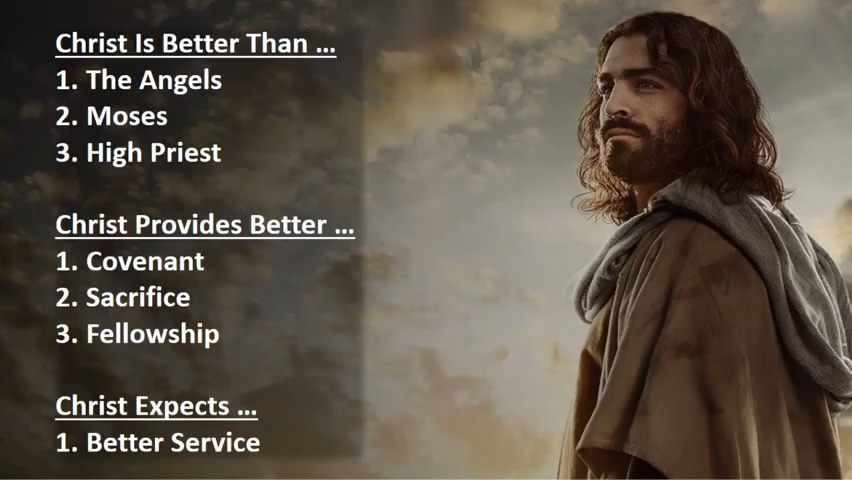 Christ Is Better Than ...
1. The Angels
2. Moses
3. High Priest
Christ Provides Better ...
1. Covenant
2. Sacrifice
3. Fellowship
Christ Expects ...
1. Better Service